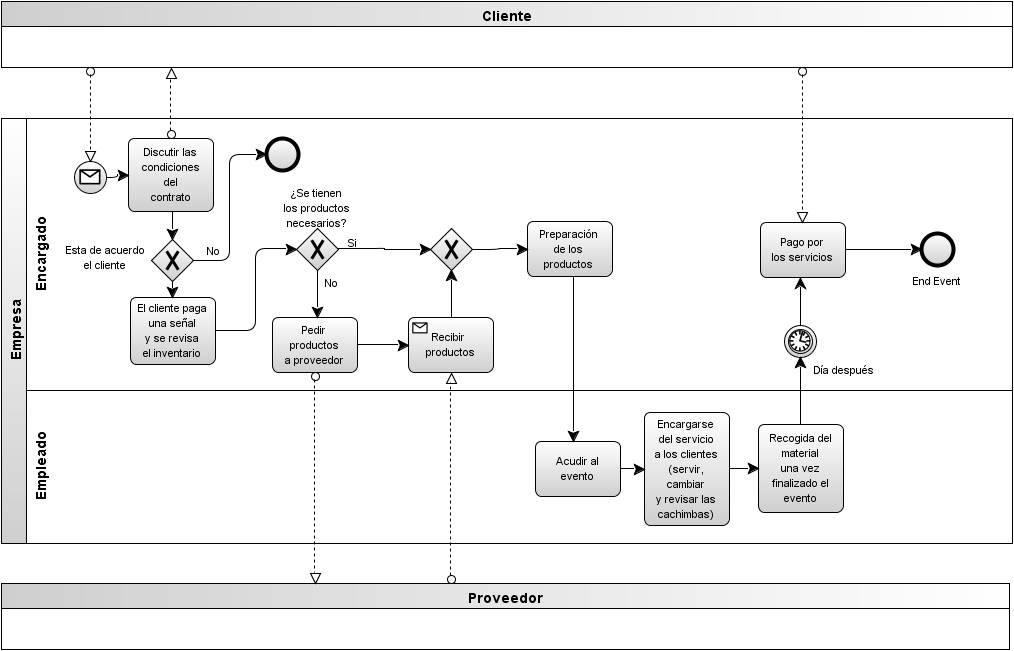 Cliente
Empresa
Encargado
Discutir las
condiciones
del
contrato
Esta de acuerdo
el cliente
No
El cliente paga
una señal
y se revisa
el inventario
¿Se tienen
los productos
necesarios?
Si
No
Pedir
productos
a proveedor
Recibir
productos
Preparación
de los
productos
Pago por
los servicios
End Event
Día después
Empleado
Acudir al
evento
Encargarse
del servicio
a los clientes
(servir,
cambiar
y revisar las
cachimbas)
Recogida del
material
una vez
finalizado el
evento
Proveedor